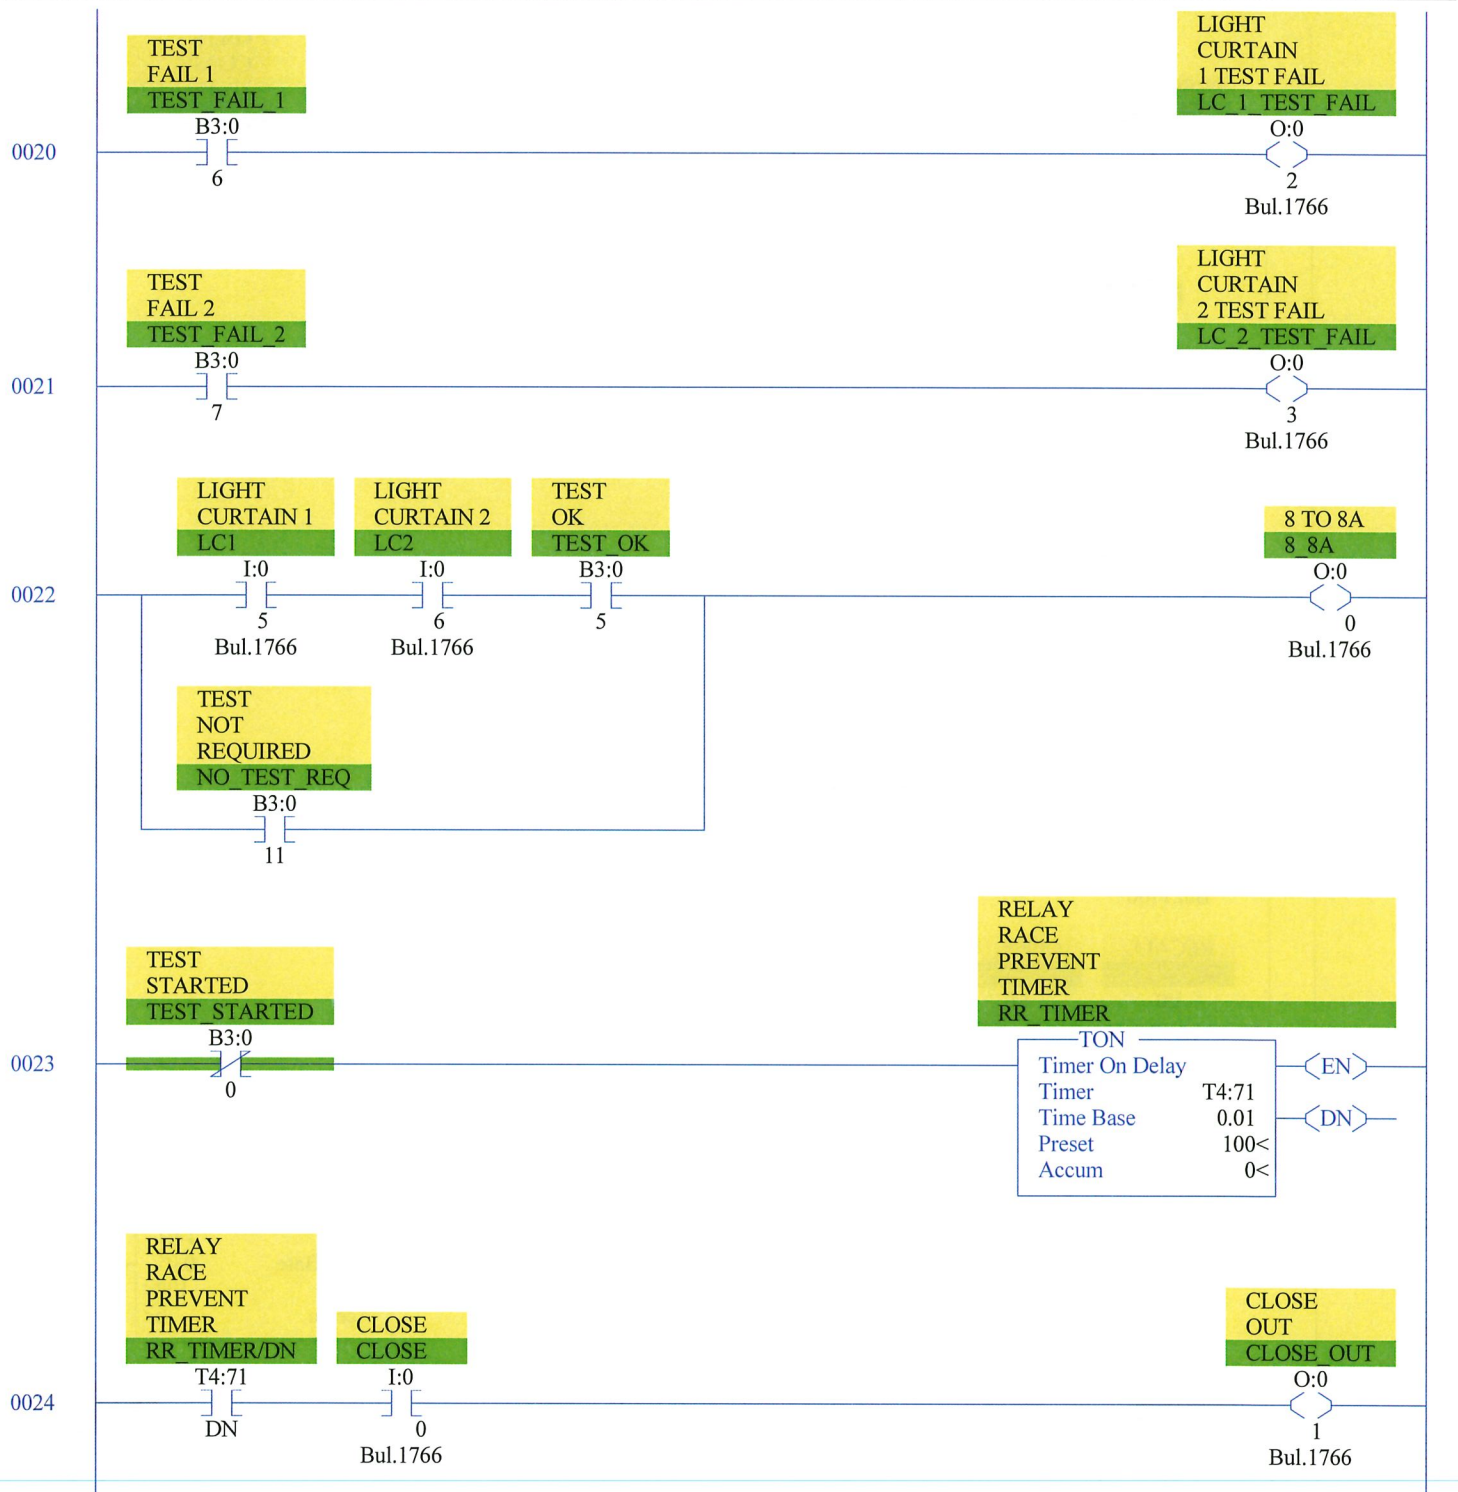 TEST
FAIL 1
TEST_FAIL_1
B3:0
6
LIGHT
CURTAIN
1 TEST FAIL
LC_1_TEST_FAIL
O:0
2
Bul.1766
0020
TEST
FAIL 2
TEST_FAIL_2
B3:0
7
LIGHT
CURTAIN
2 TEST FAIL
LC_2_TEST_FAIL
O:0
3
Bul.1766
0021
LIGHT
CURTAIN 1
LC1
I:0
5
Bul.1766
LIGHT
CURTAIN 2
LC2
I:0
6
Bul.1766
TEST
OK
TEST_OK
B3:0
5
8 TO 8A
8_8A
O:0
0
Bul.1766
0022
TEST
NOT
REQUIRED
NO_TEST_REQ
B3:0
11
TEST
STARTED
TEST_STARTED
B3:0
0
0023
RELAY
RACE
PREVENT
TIMER
RR_TIMER
TON
Timer On Delay
Timer T4:71
Time Base 0.01
Preset 100<
Accum 0<
EN
DN
RELAY
RACE
PREVENT
TIMER
RR_TIMER/DN
T4:71
DN
CLOSE
CLOSE
I:0
0
Bul.1766
CLOSE
OUT
CLOSE_OUT
O:0
1
Bul.1766
0024